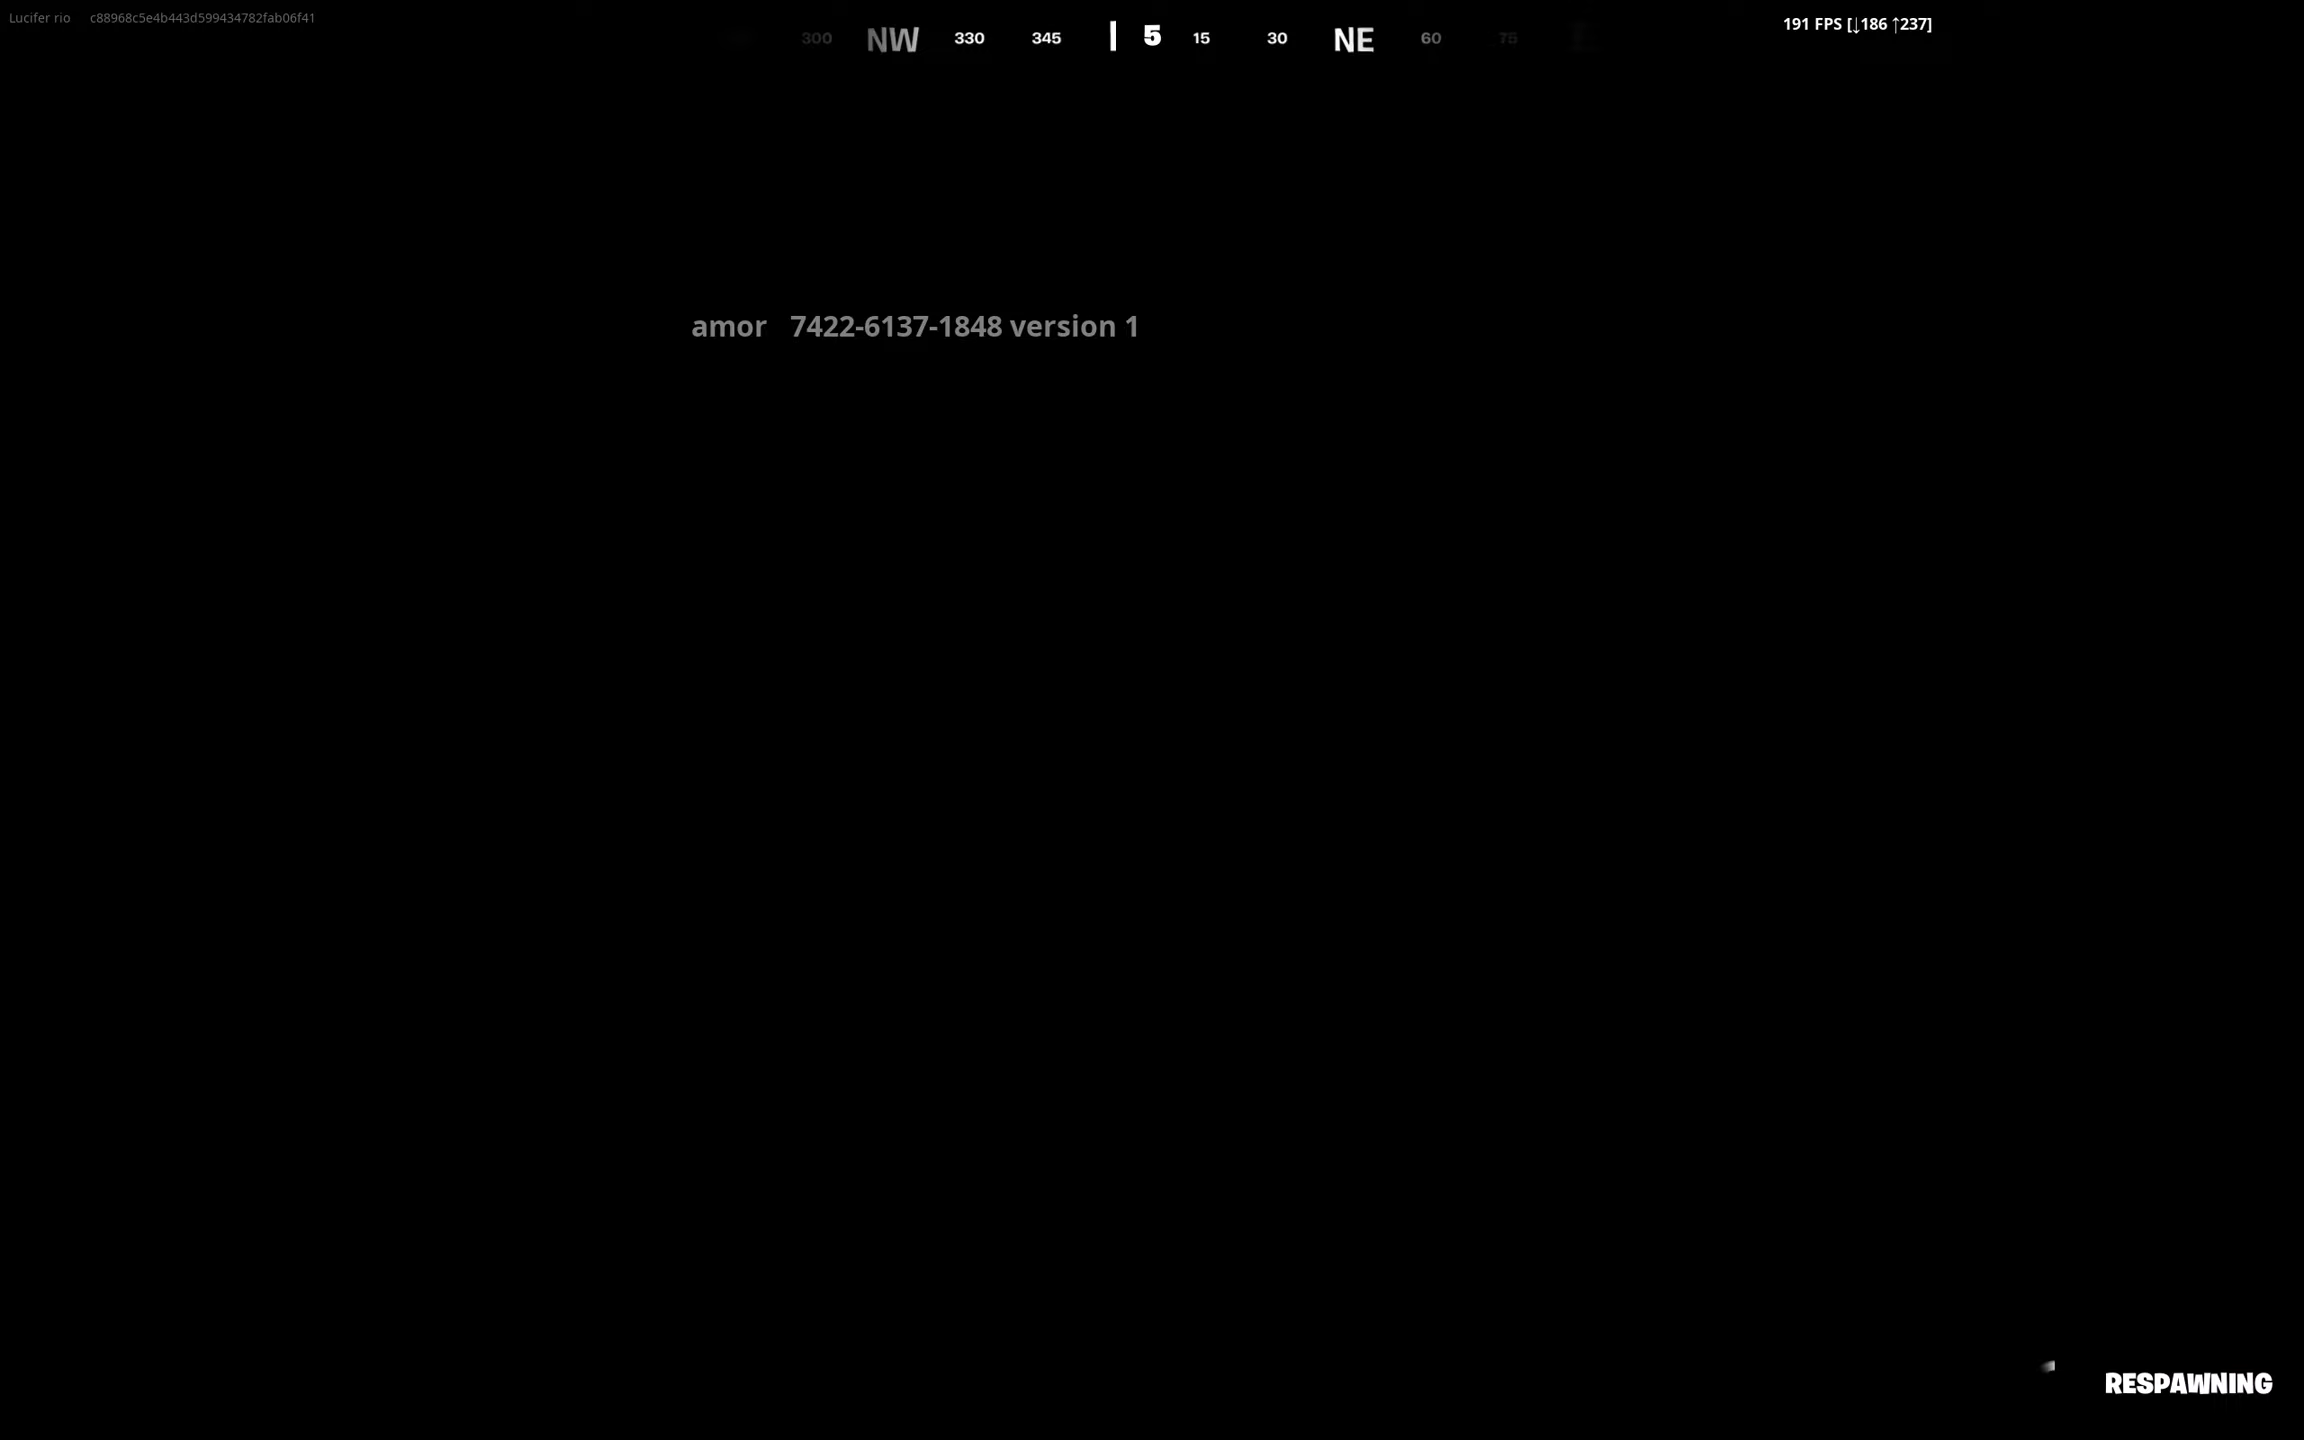 Lucifer rio c88968c5e4b443d599434782fab06f41
300 NW 330 345 | 5 15 30 NE 60 75
191 FPS [↓186 ↑237]
amor 7422-6137-1848 version 1
RESPAWNING